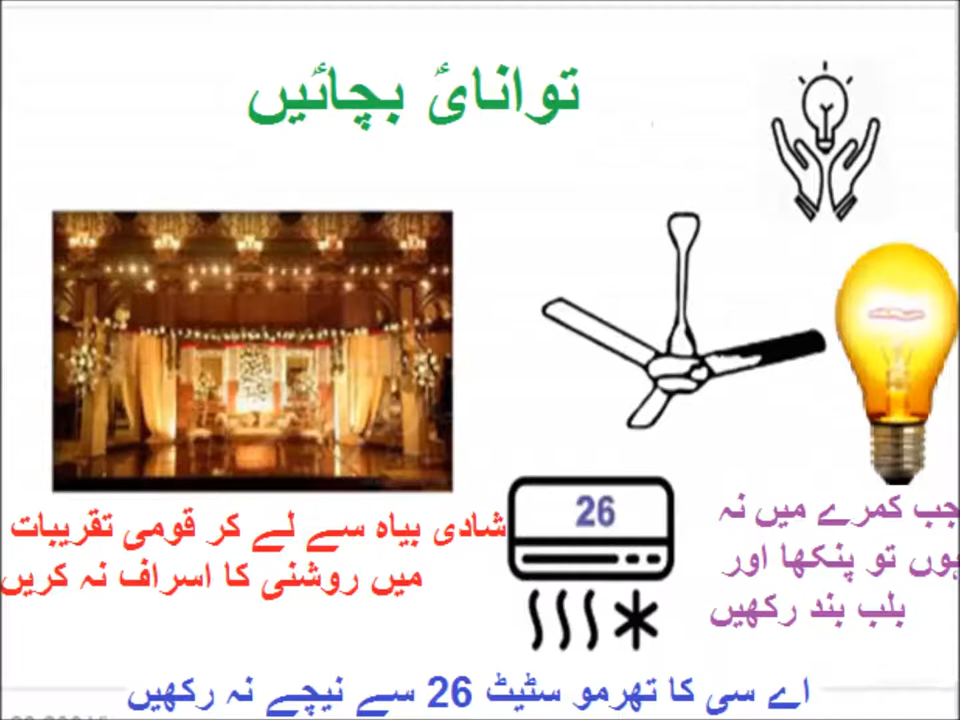 توانائ بچائیں
26
شادی بیاہ سے لے کر قومی تقریبات
میں روشنی کا اسراف نہ کریں
جب کمرے میں نہ
ہوں تو پنکھا اور
بلب بند رکھیں
اے سی کا تھرمو سٹیٹ 26 سے نیچے نہ رکھیں